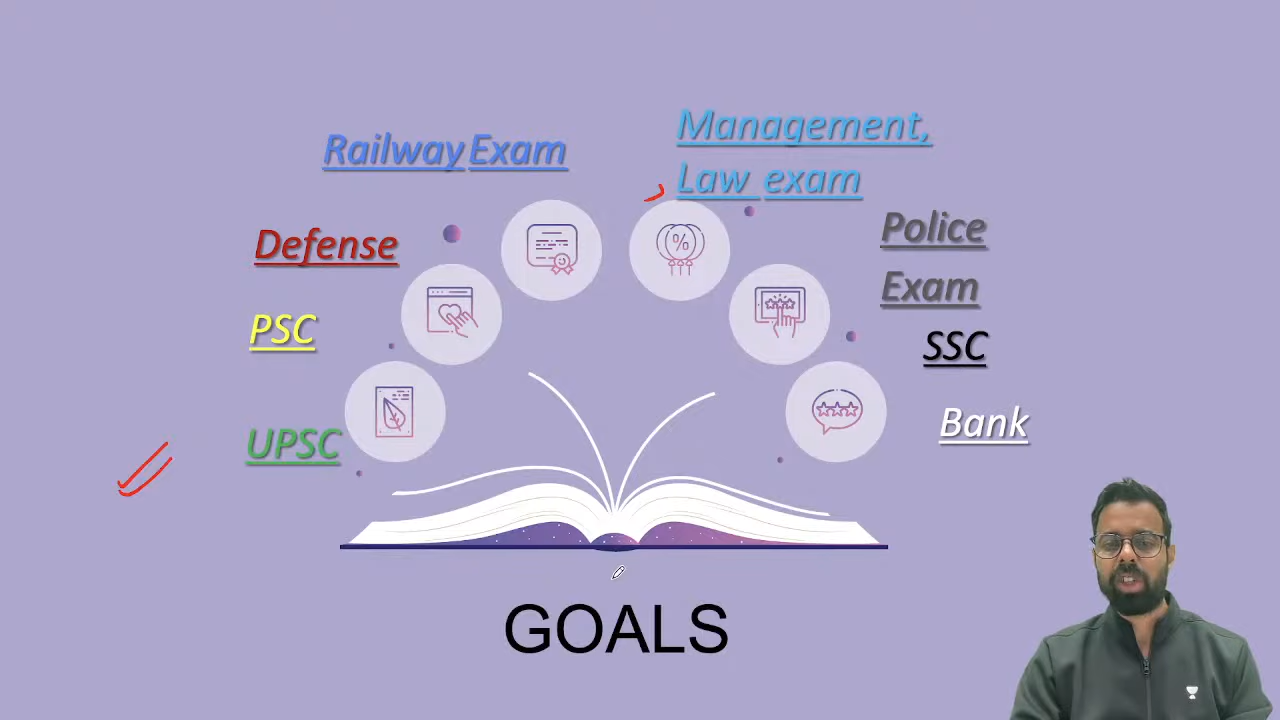 Management,
Railway Exam
Law exam
Police
Defense
Exam
PSC
SSC
Bank
UPSC
GOALS